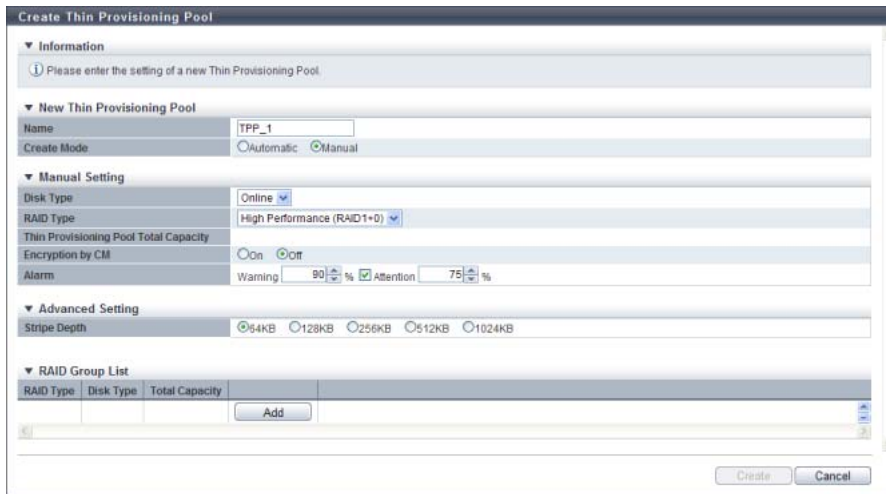 Create Thin Provisioning Pool
Information
Please enter the setting of a new Thin Provisioning Pool.
New Thin Provisioning Pool
Name TPP_1
Create Mode Automatic Manual
Manual Setting
Disk Type Online
RAID Type High Performance (RAID1+0)
Thin Provisioning Pool Total Capacity
Encryption by CM On Off
Alarm Warning 90 % Attention 75 %
Advanced Setting
Stripe Depth 64KB 128KB 256KB 512KB 1024KB
RAID Group List
RAID Type Disk Type Total Capacity
Add
Create Cancel